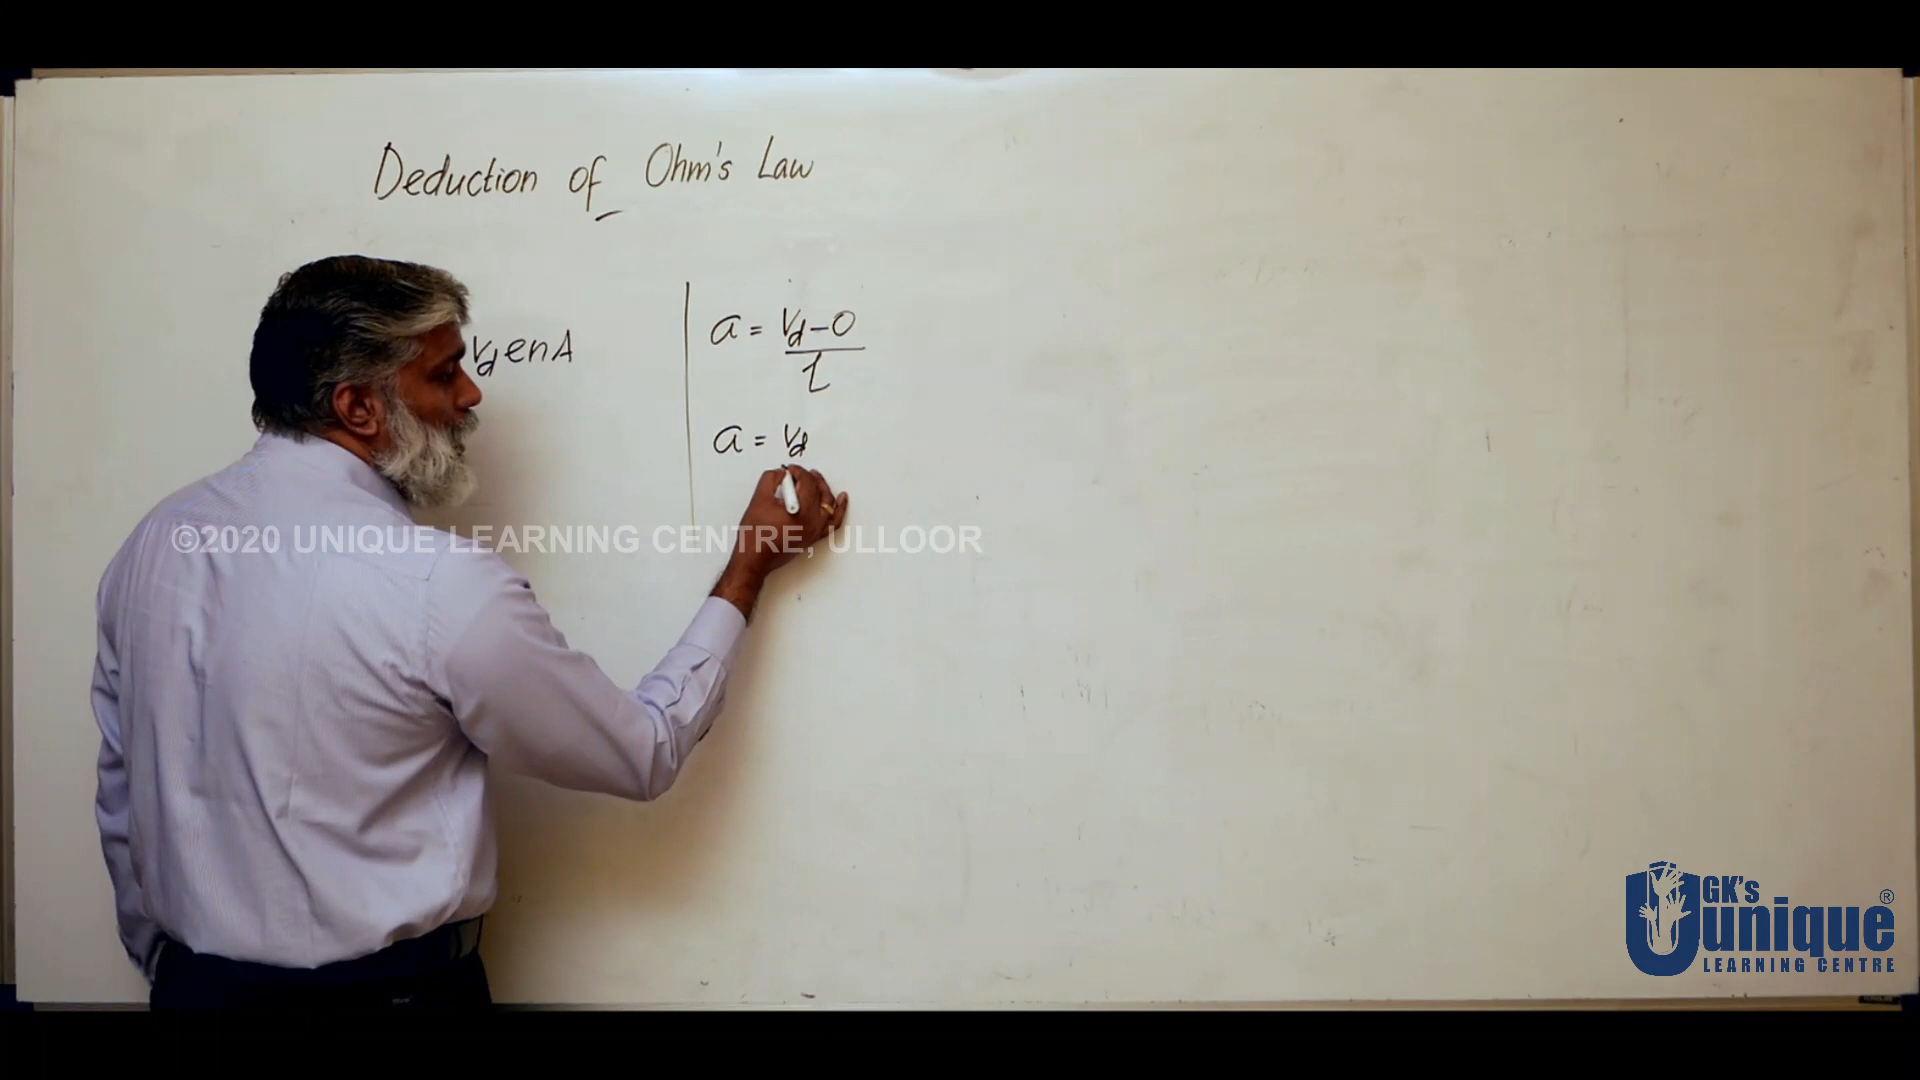 Deduction of Ohm's Law
VdenA
a = Vd-0
τ
a = Vd
©2020 UNIQUE LEARNING CENTRE, ULLOOR
GK's
unique®
LEARNING CENTRE